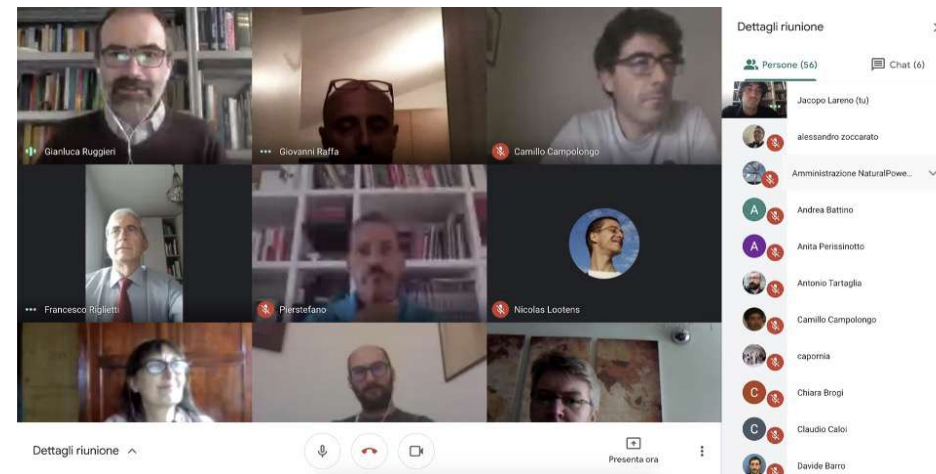 Dettagli riunione
Persone (56)
Chat (6)
Gianluca Ruggieri
Giovanni Raffa
Camillo Campolongo
Francesco Riglietti
Pierstefano
Nicolas Lootens
Jacopo Lareno (tu)
alessandro zoccarato
Amministrazione NaturalPowe...
A Andrea Battino
A Anita Perissinotto
Antonio Tartaglia
Camillo Campolongo
capornia
C Chiara Brogi
C Claudio Caloi
Davide Barro
Dettagli riunione
Presenta ora